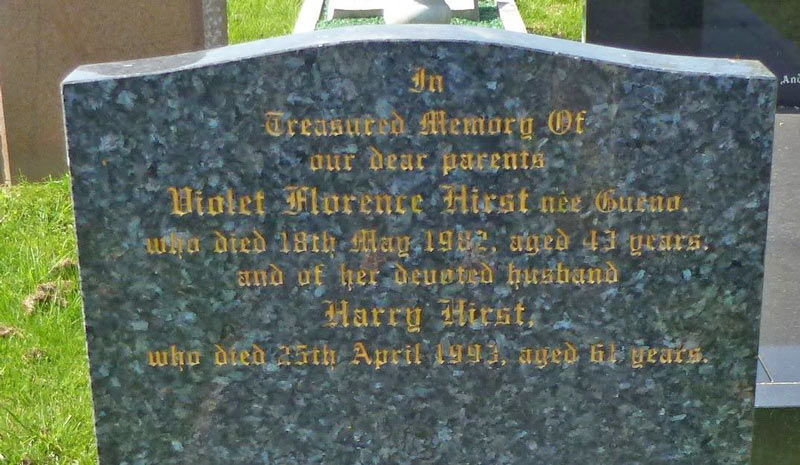 In
Treasured Memory Of
our dear parents
Violet Florence Hirst née Gueno.
who died 18th May 1982, aged 43 years.
and of her devoted husband
Harry Hirst,
who died 25th April 1993, aged 61 years.
And